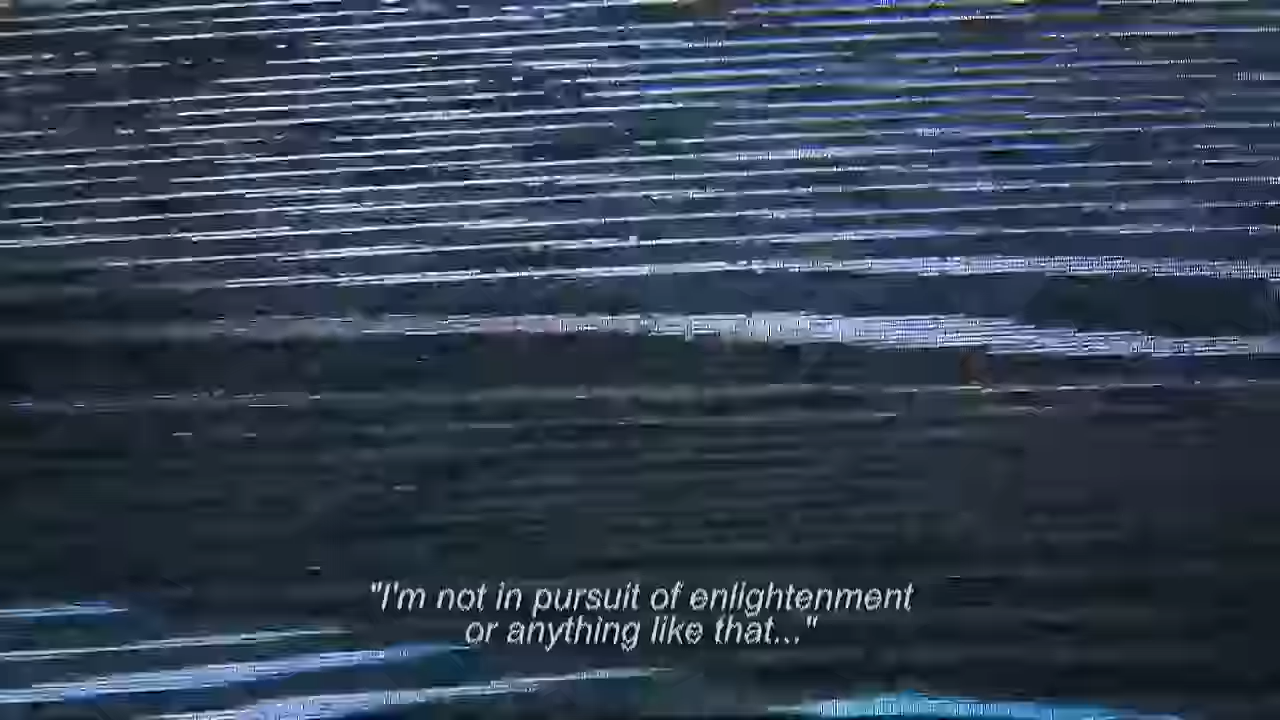 "I'm not in pursuit of enlightenment
or anything like that..."